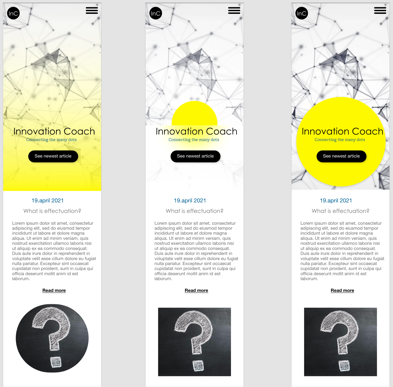 InC
Innovation Coach
Connecting the many dots
See newest article
19.april 2021
What is effectuation?
Lorem ipsum dolor sit amet, consectetur
adipiscing elit, sed do eiusmod tempor
incididunt ut labore et dolore magna
aliqua. Ut enim ad minim veniam, quis
nostrud exercitation ullamco laboris nisi
ut aliquip ex ea commodo consequat.
Duis aute irure dolor in reprehenderit in
voluptate velit esse cillum dolore eu fugiat
nulla pariatur. Excepteur sint occaecat
cupidatat non proident, sunt in culpa qui
officia deserunt mollit anim id est
laborum.
Read more
?
InC
Innovation Coach
Connecting the many dots
See newest article
19.april 2021
What is effectuation?
Lorem ipsum dolor sit amet, consectetur
adipiscing elit, sed do eiusmod tempor
incididunt ut labore et dolore magna
aliqua. Ut enim ad minim veniam, quis
nostrud exercitation ullamco laboris nisi
ut aliquip ex ea commodo consequat.
Duis aute irure dolor in reprehenderit in
voluptate velit esse cillum dolore eu fugiat
nulla pariatur. Excepteur sint occaecat
cupidatat non proident, sunt in culpa qui
officia deserunt mollit anim id est
laborum.
Read more
?
InC
Innovation Coach
Connecting the many dots
See newest article
19.april 2021
What is effectuation?
Lorem ipsum dolor sit amet, consectetur
adipiscing elit, sed do eiusmod tempor
incididunt ut labore et dolore magna
aliqua. Ut enim ad minim veniam, quis
nostrud exercitation ullamco laboris nisi
ut aliquip ex ea commodo consequat.
Duis aute irure dolor in reprehenderit in
voluptate velit esse cillum dolore eu fugiat
nulla pariatur. Excepteur sint occaecat
cupidatat non proident, sunt in culpa qui
officia deserunt mollit anim id est
laborum.
Read more
?